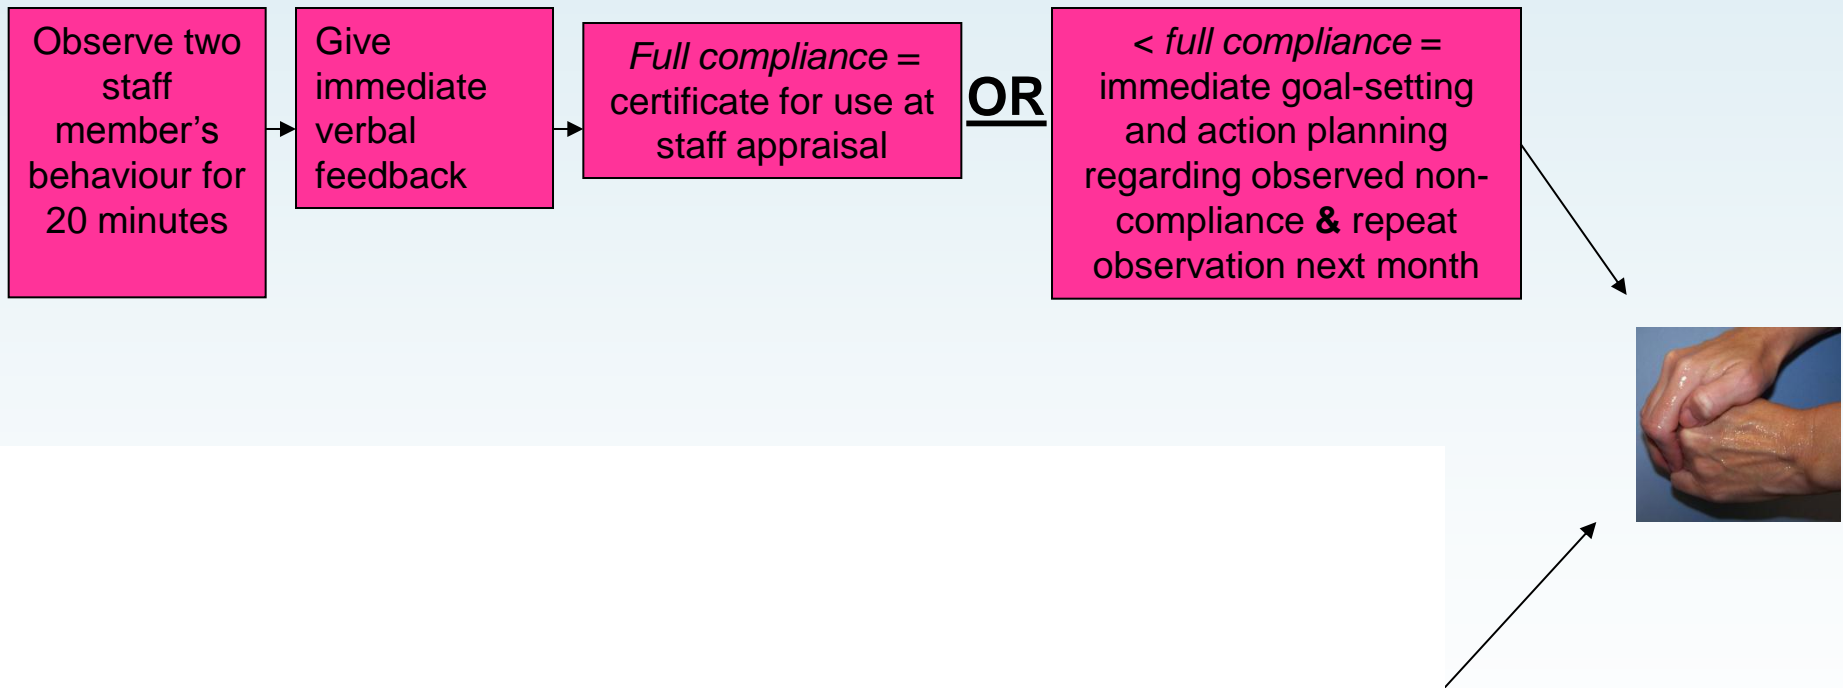 Observe two
staff
member’s
behaviour for
20 minutes
Give
immediate
verbal
feedback
Full compliance =
certificate for use at
staff appraisal
OR
< full compliance =
immediate goal-setting
and action planning
regarding observed non-
compliance & repeat
observation next month